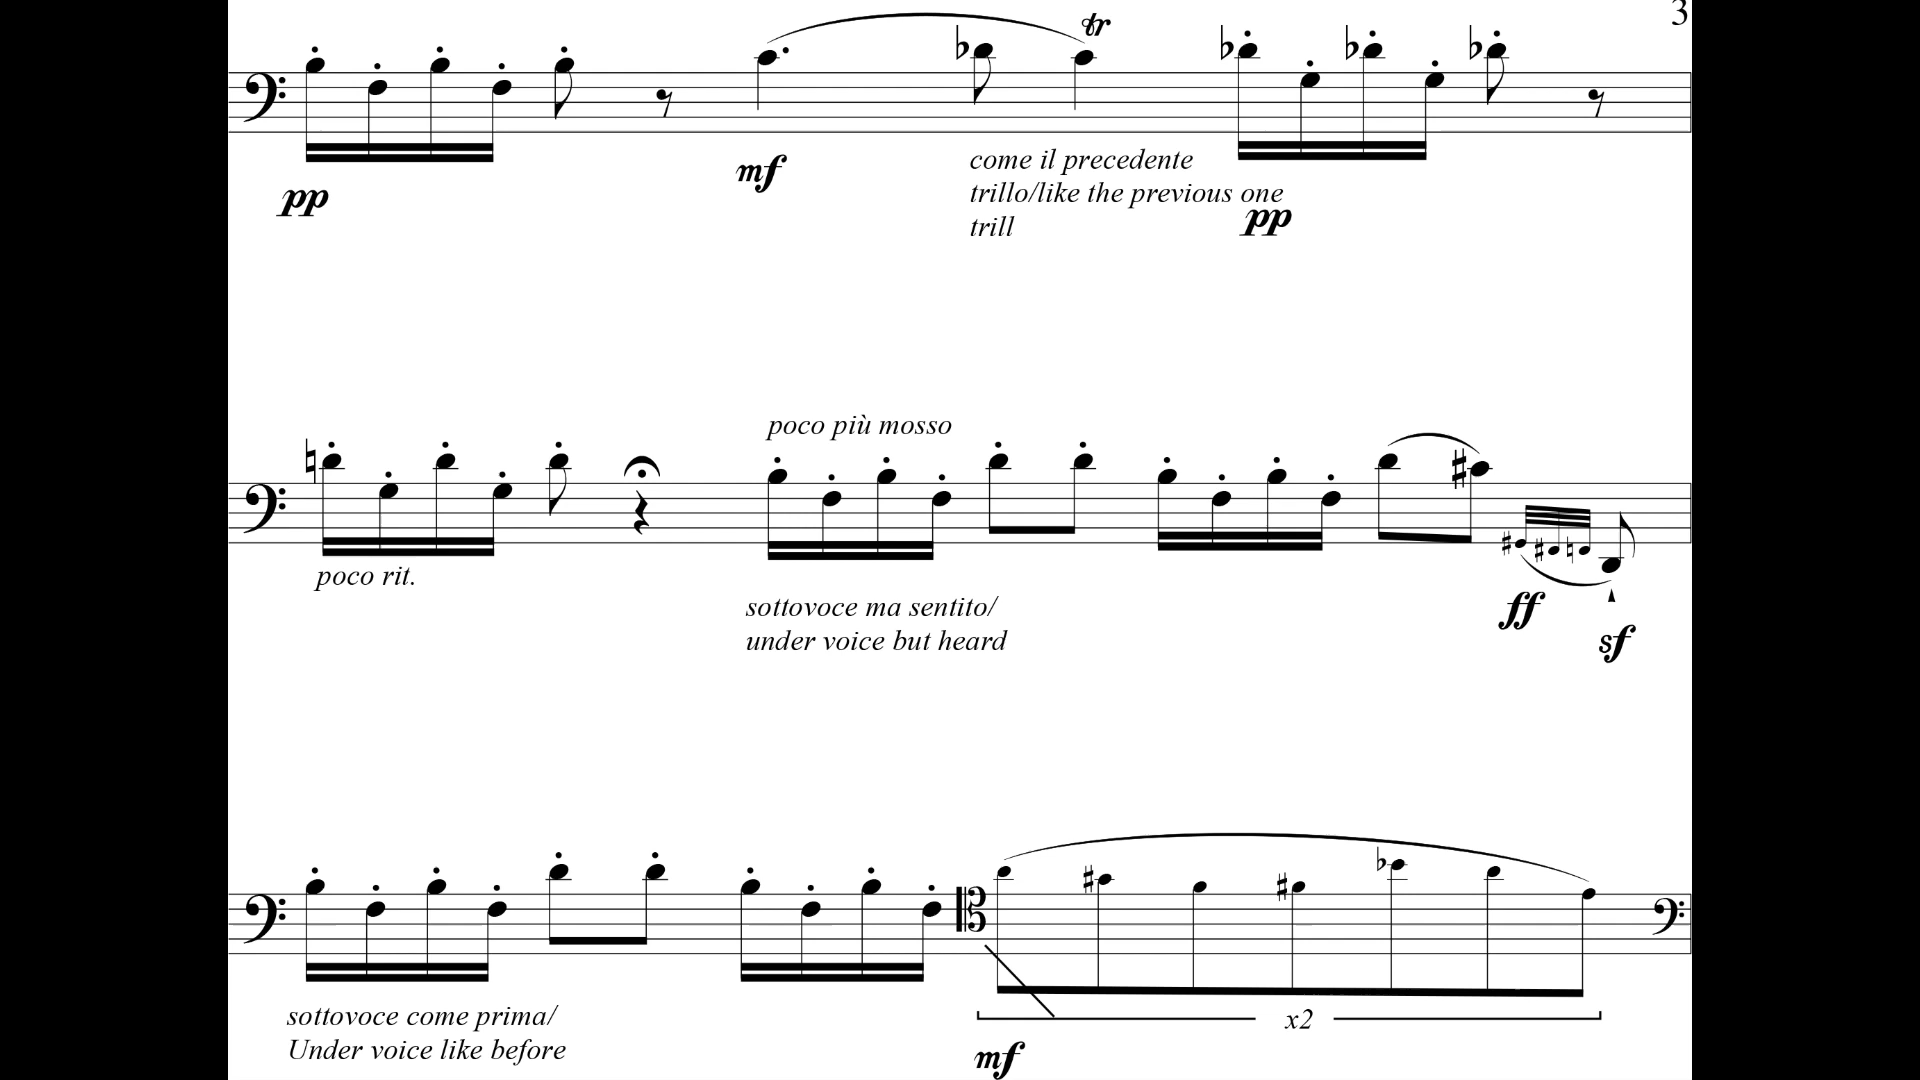 3
tr
mf
pp
come il precedente
trillo/like the previous one
trill
pp
poco più mosso
poco rit.
sottovoce ma sentito/
under voice but heard
ff
sf
sottovoce come prima/
Under voice like before
x2
mf